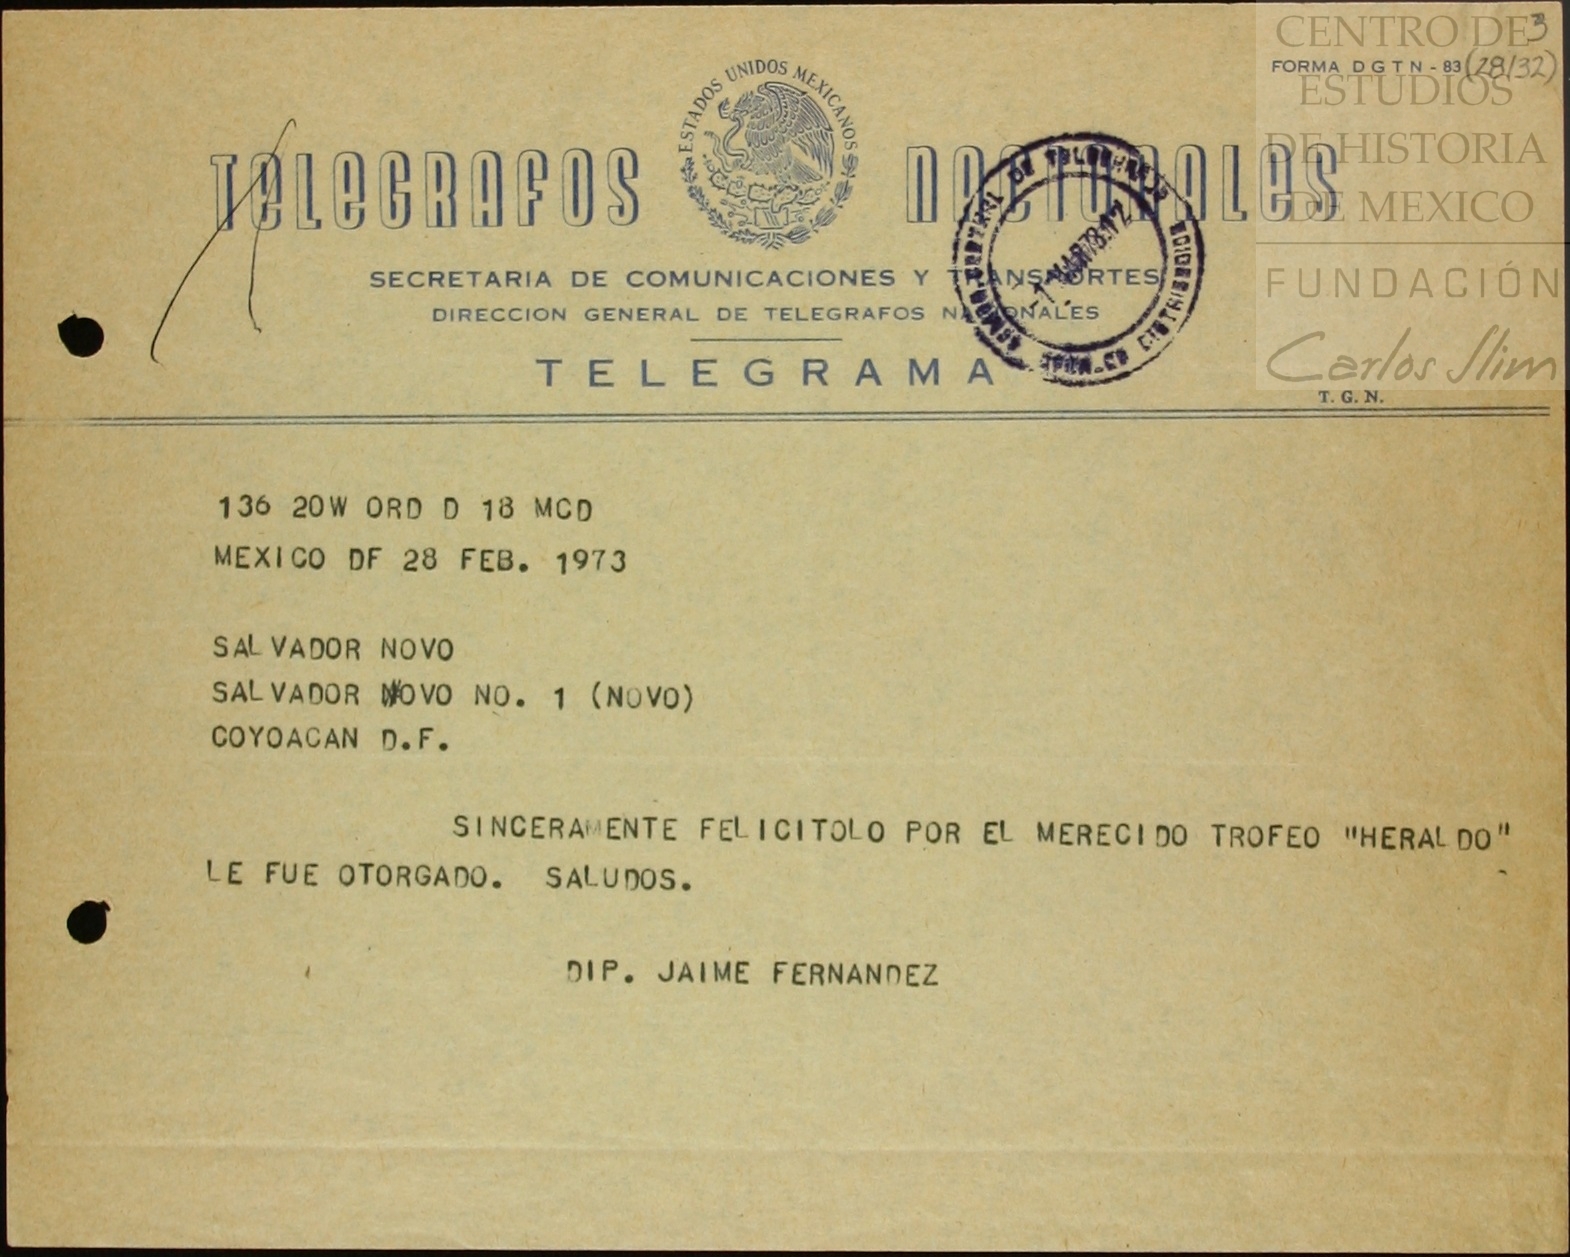 CENTRO DE
ESTUDIOS
DE HISTORIA
DE MEXICO
FUNDACIÓN
Carlos Slim
3
FORMA D G T N - 83 (28/32)
ESTADOS UNIDOS MEXICANOS
TELEGRAFOS NACIONALES
DE TELEGRAFOS
SECRETARIA DE COMUNICACIONES Y TRANSPORTES
DIRECCION GENERAL DE TELEGRAFOS NACIONALES
TELEGRAMA
T. G. N.
136 20W ORD D 18 MCD
MEXICO DF 28 FEB. 1973
SALVADOR NOVO
SALVADOR NOVO NO. 1 (NOVO)
COYOACAN D.F.
SINCERAMENTE FELICITOLO POR EL MERECIDO TROFEO "HERALDO"
LE FUE OTORGADO. SALUDOS.
DIP. JAIME FERNANDEZ